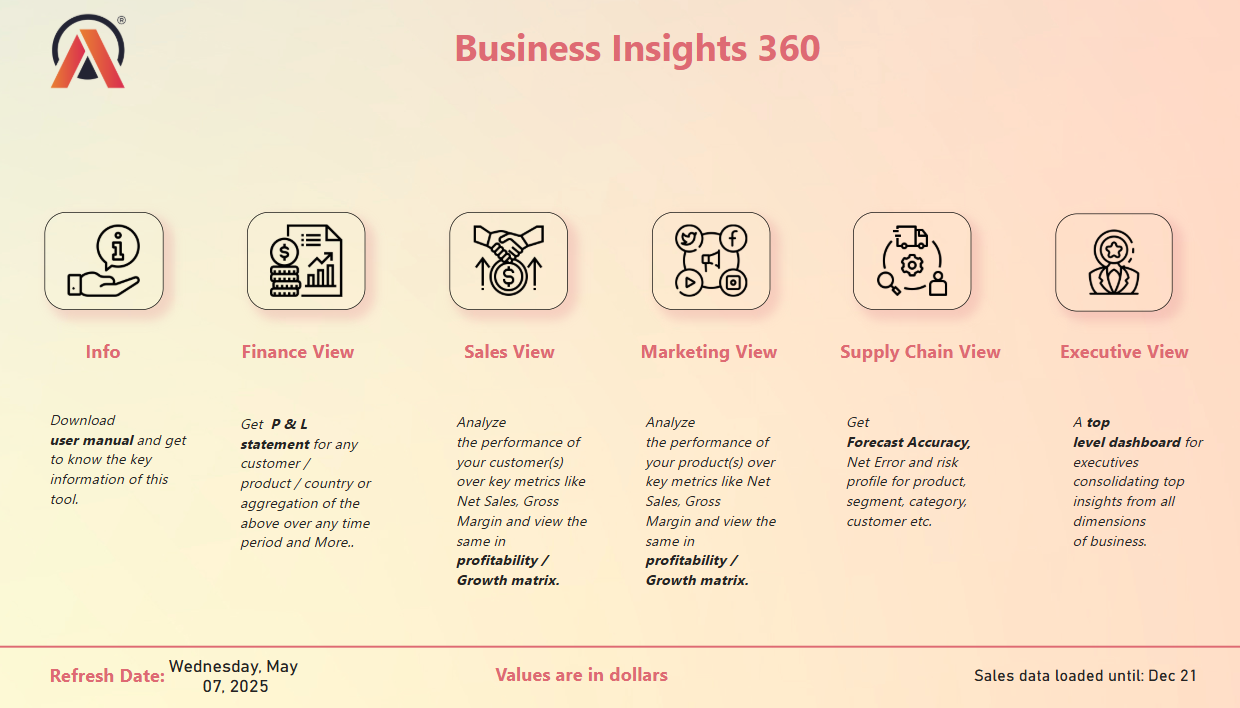 ®
Business Insights 360
Info
Finance View
Sales View
Marketing View
Supply Chain View
Executive View
Download
user manual and get
to know the key
information of this
tool.
Get P & L
statement for any
customer /
product / country or
aggregation of the
above over any time
period and More..
Analyze
the performance of
your customer(s)
over key metrics like
Net Sales, Gross
Margin and view the
same in
profitability /
Growth matrix.
Analyze
the performance of
your product(s) over
key metrics like Net
Sales, Gross
Margin and view the
same in
profitability /
Growth matrix.
Get
Forecast Accuracy,
Net Error and risk
profile for product,
segment, category,
customer etc.
A top
level dashboard for
executives
consolidating top
insights from all
dimensions
of business.
Refresh Date: Wednesday, May
07, 2025
Values are in dollars
Sales data loaded until: Dec 21